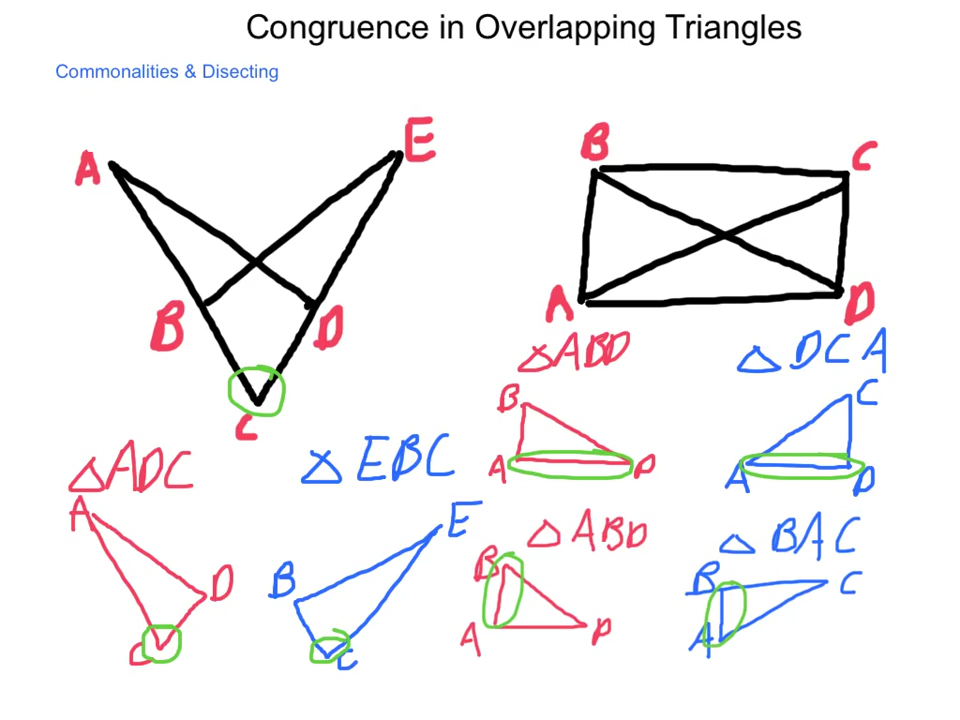 Congruence in Overlapping Triangles
Commonalities & Disecting
A
E
B
D
C
B
C
A
D
△ADC
△EBC
△ABD
△DCA
A
D
C
B
E
C
B
A
D
C
A
D
△ABD
△BAC
B
A
D
B
C
A